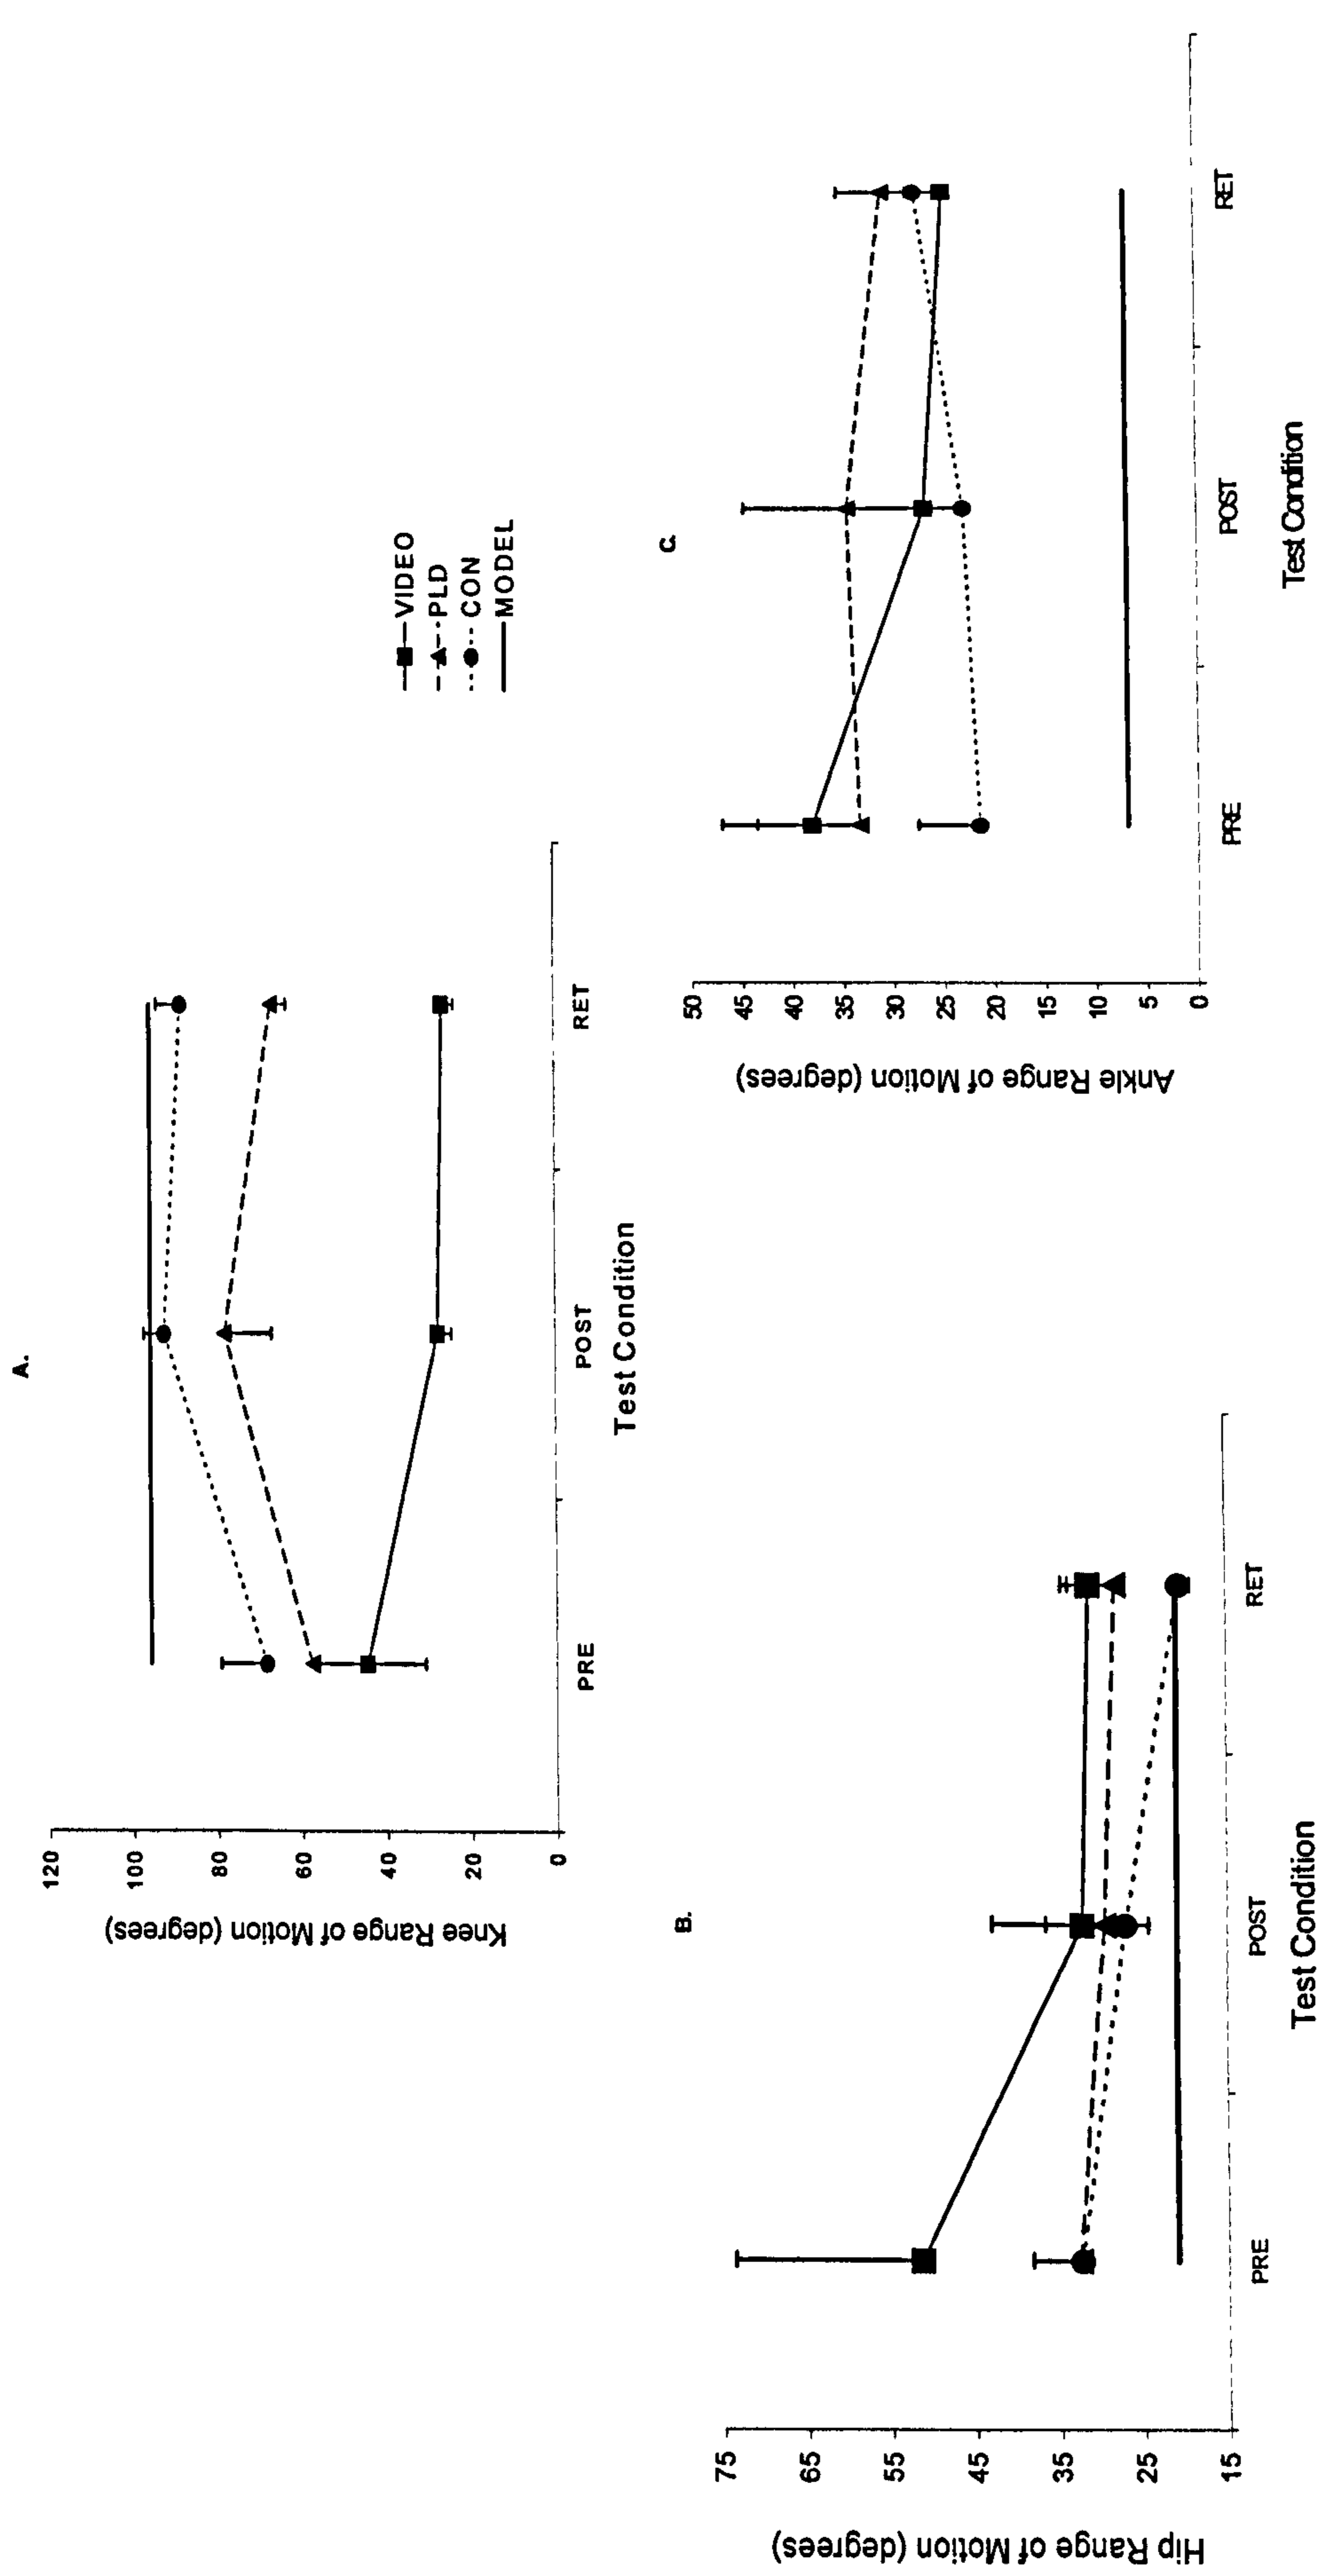 A.
Knee Range of Motion (degrees)
120
100
80
60
40
20
0
PRE
POST
RET
Test Condition
VIDEO
PLD
CON
MODEL
B.
Hip Range of Motion (degrees)
75
65
55
45
35
25
15
PRE
POST
RET
Test Condition
C.
Ankle Range of Motion (degrees)
50
45
40
35
30
25
20
15
10
5
0
PRE
POST
RET
Test Condition